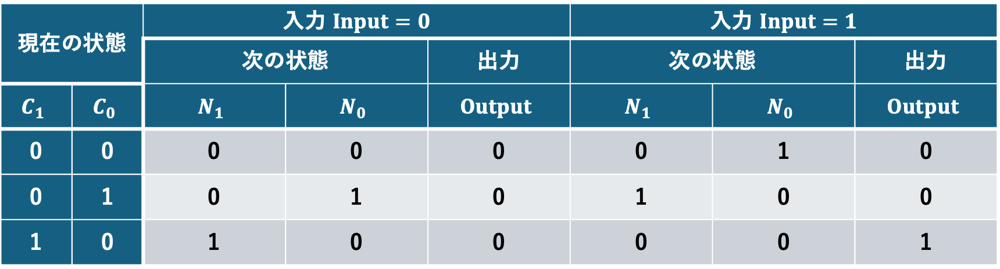 現在の状態 入力 Input = 0 入力 Input = 1
次の状態 出力 次の状態 出力
C₁ C₀ N₁ N₀ Output N₁ N₀ Output
0 0 0 0 0 0 1 0
0 1 0 1 0 1 0 0
1 0 1 0 0 0 0 1